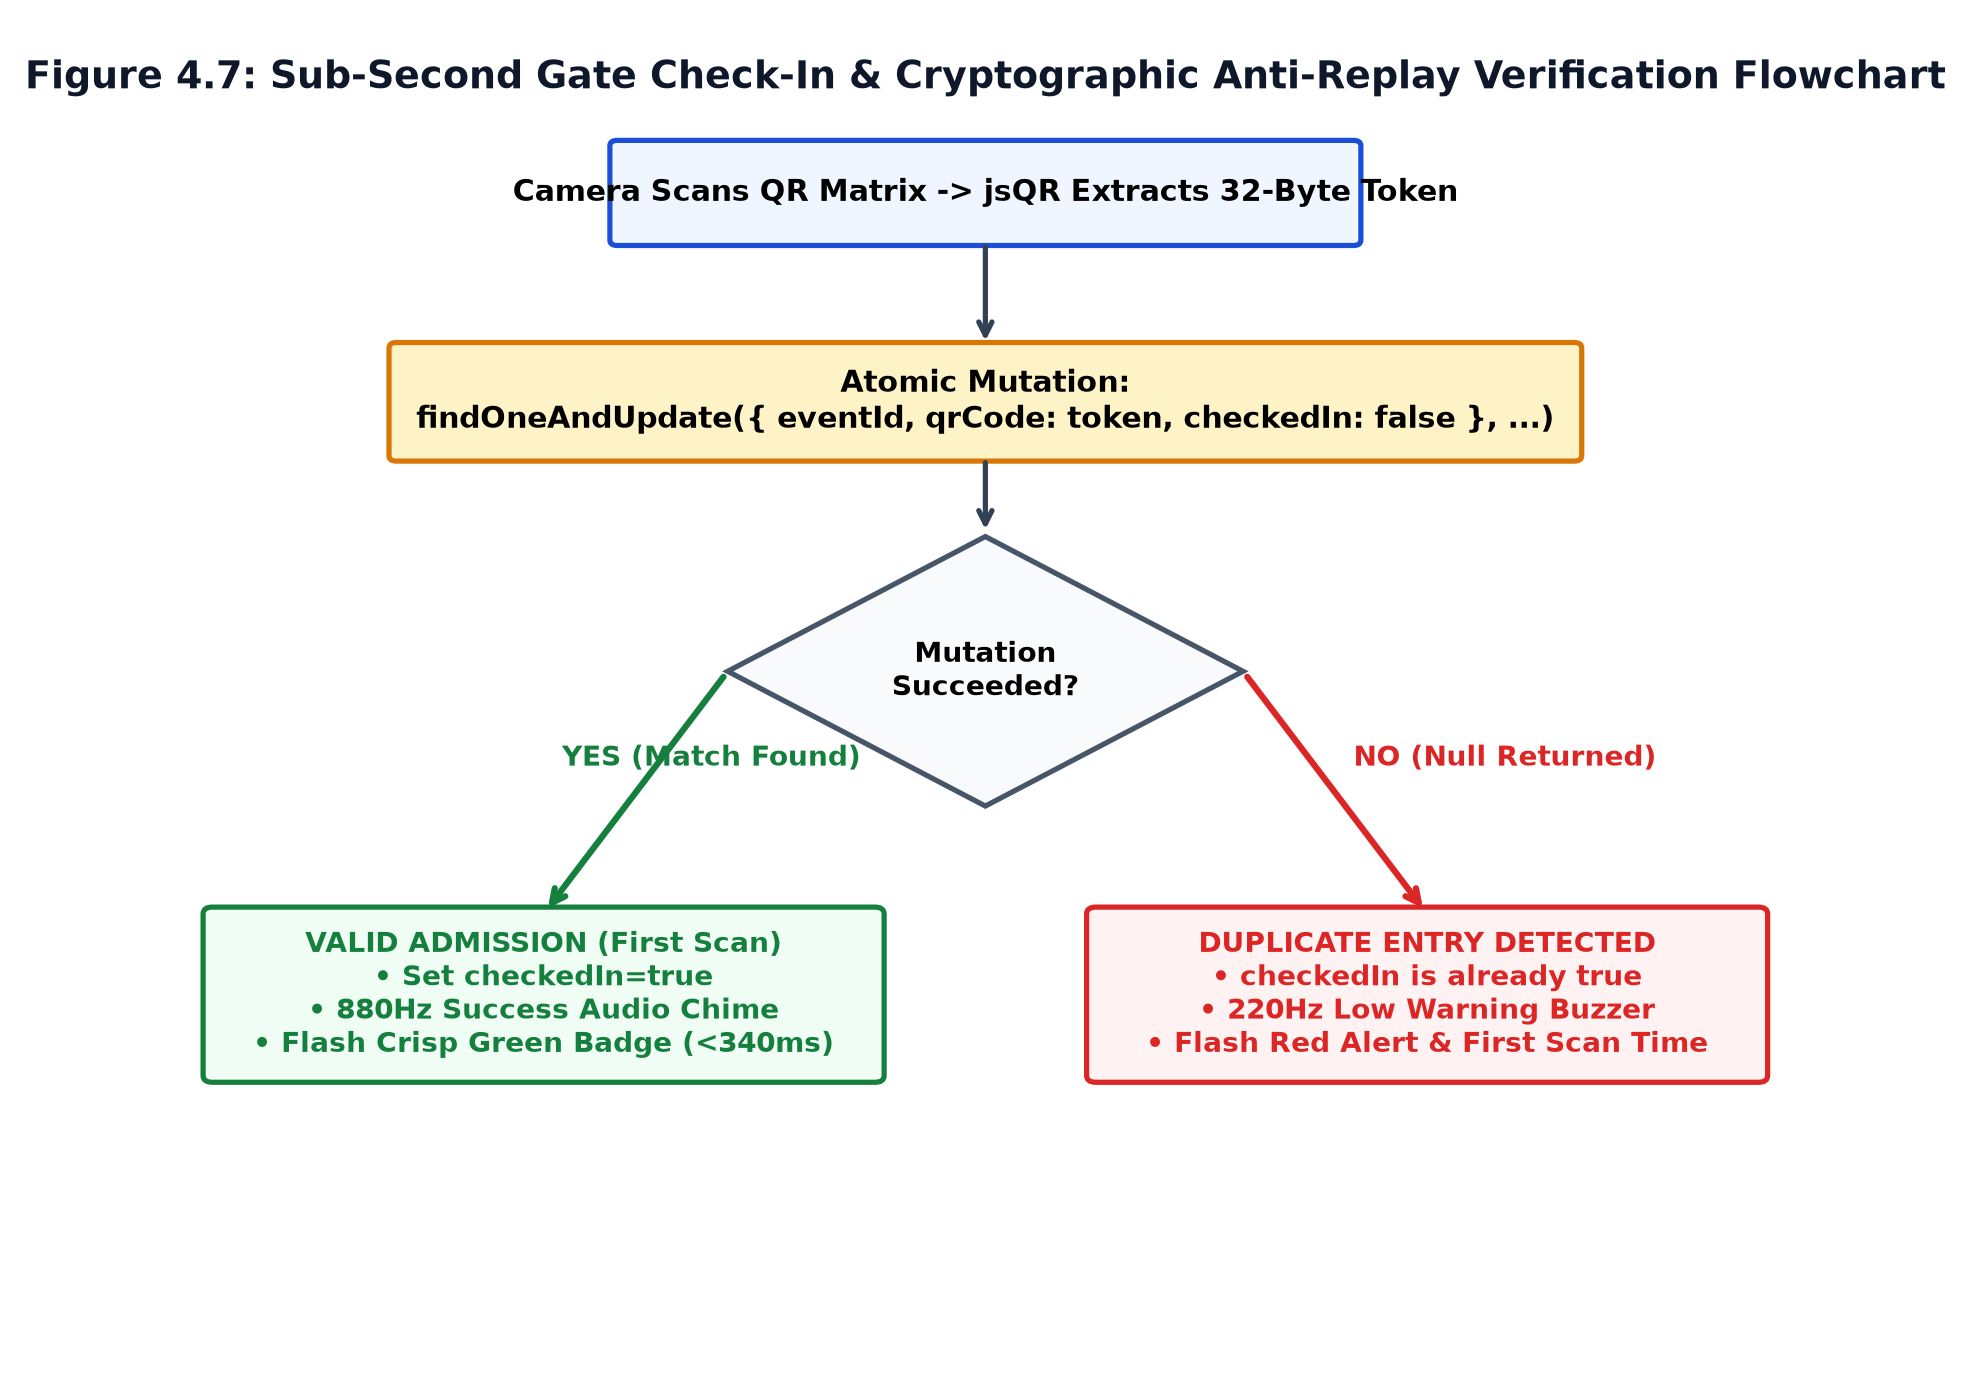 Figure 4.7: Sub-Second Gate Check-In & Cryptographic Anti-Replay Verification Flowchart
Camera Scans QR Matrix -> jsQR Extracts 32-Byte Token
Atomic Mutation:
findOneAndUpdate({ eventId, qrCode: token, checkedIn: false }, ...)
Mutation
Succeeded?
YES (Match Found)
NO (Null Returned)
VALID ADMISSION (First Scan)
• Set checkedIn=true
• 880Hz Success Audio Chime
• Flash Crisp Green Badge (<340ms)
DUPLICATE ENTRY DETECTED
• checkedIn is already true
• 220Hz Low Warning Buzzer
• Flash Red Alert & First Scan Time